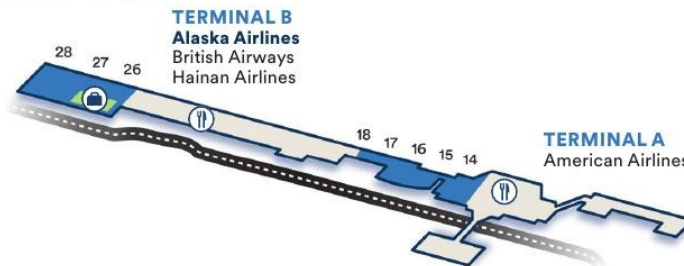 TERMINAL B
Alaska Airlines
British Airways
Hainan Airlines
28 27 26
18 17 16 15 14
TERMINAL A
American Airlines